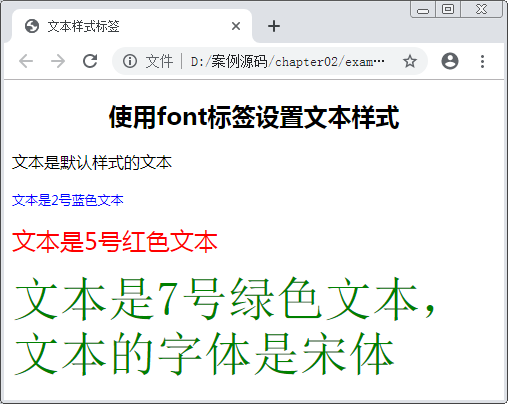 文本样式标签
文件 | D:/案例源码/chapter02/exam...
使用font标签设置文本样式
文本是默认样式的文本
文本是2号蓝色文本
文本是5号红色文本
文本是7号绿色文本，
文本的字体是宋体